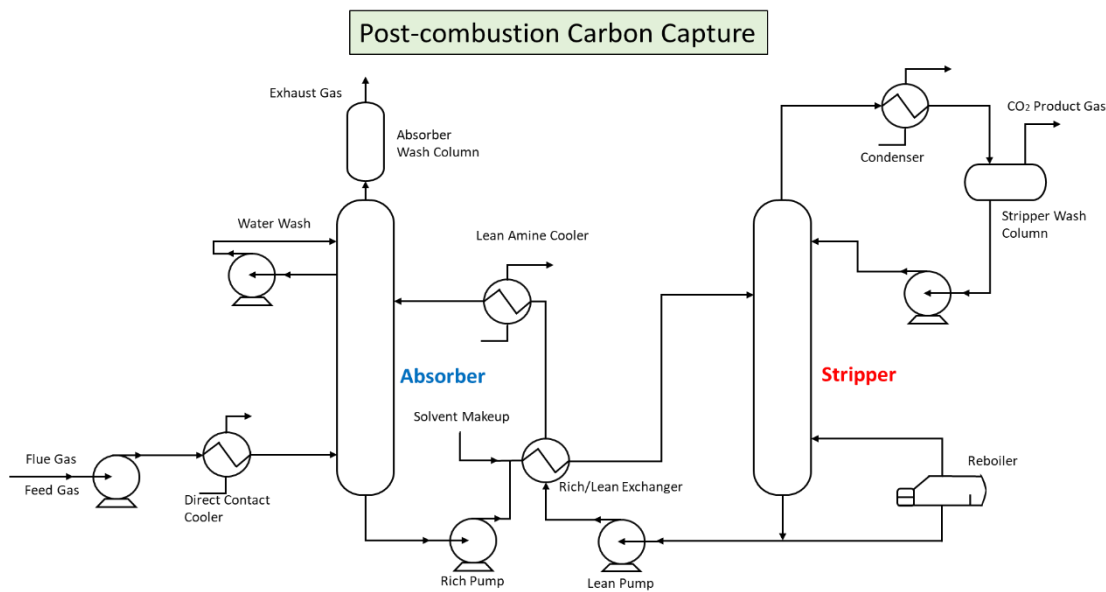 Post-combustion Carbon Capture
Exhaust Gas
Absorber
Wash Column
Water Wash
Lean Amine Cooler
Condenser
CO₂ Product Gas
Stripper Wash
Column
Absorber
Stripper
Solvent Makeup
Flue Gas
Feed Gas
Direct Contact
Cooler
Rich/Lean Exchanger
Reboiler
Rich Pump
Lean Pump